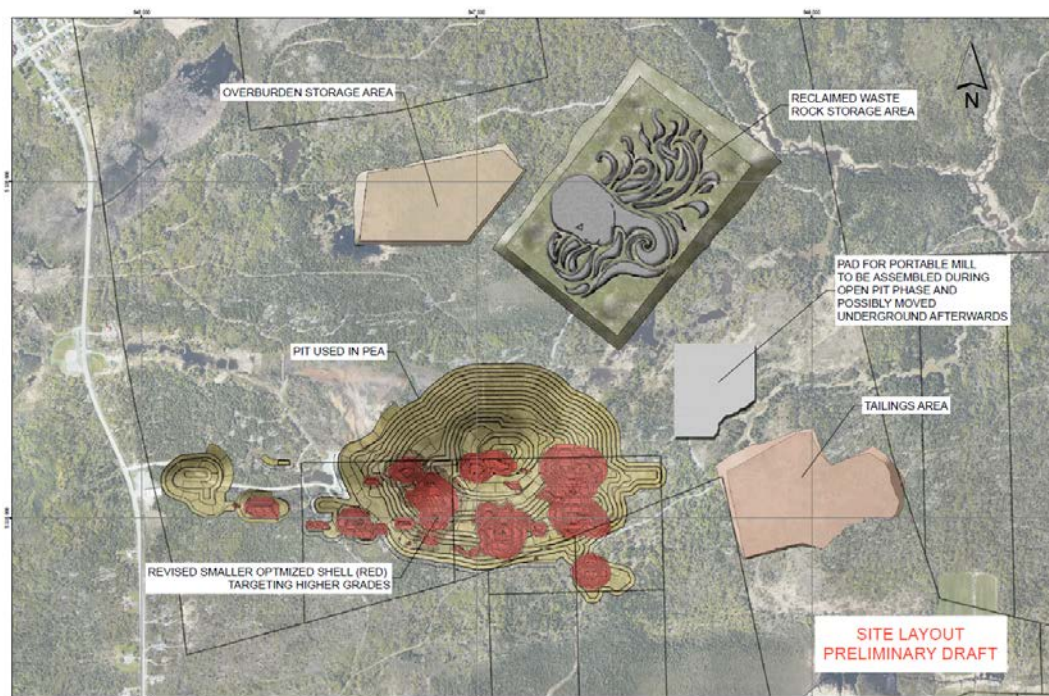 N
OVERBURDEN STORAGE AREA
RECLAIMED WASTE
ROCK STORAGE AREA
PAD FOR PORTABLE MILL
TO BE ASSEMBLED DURING
OPEN PIT PHASE AND
POSSIBLY MOVED
UNDERGROUND AFTERWARDS
PIT USED IN PEA
TAILINGS AREA
REVISED SMALLER OPTMIZED SHELL (RED)
TARGETING HIGHER GRADES
SITE LAYOUT
PRELIMINARY DRAFT